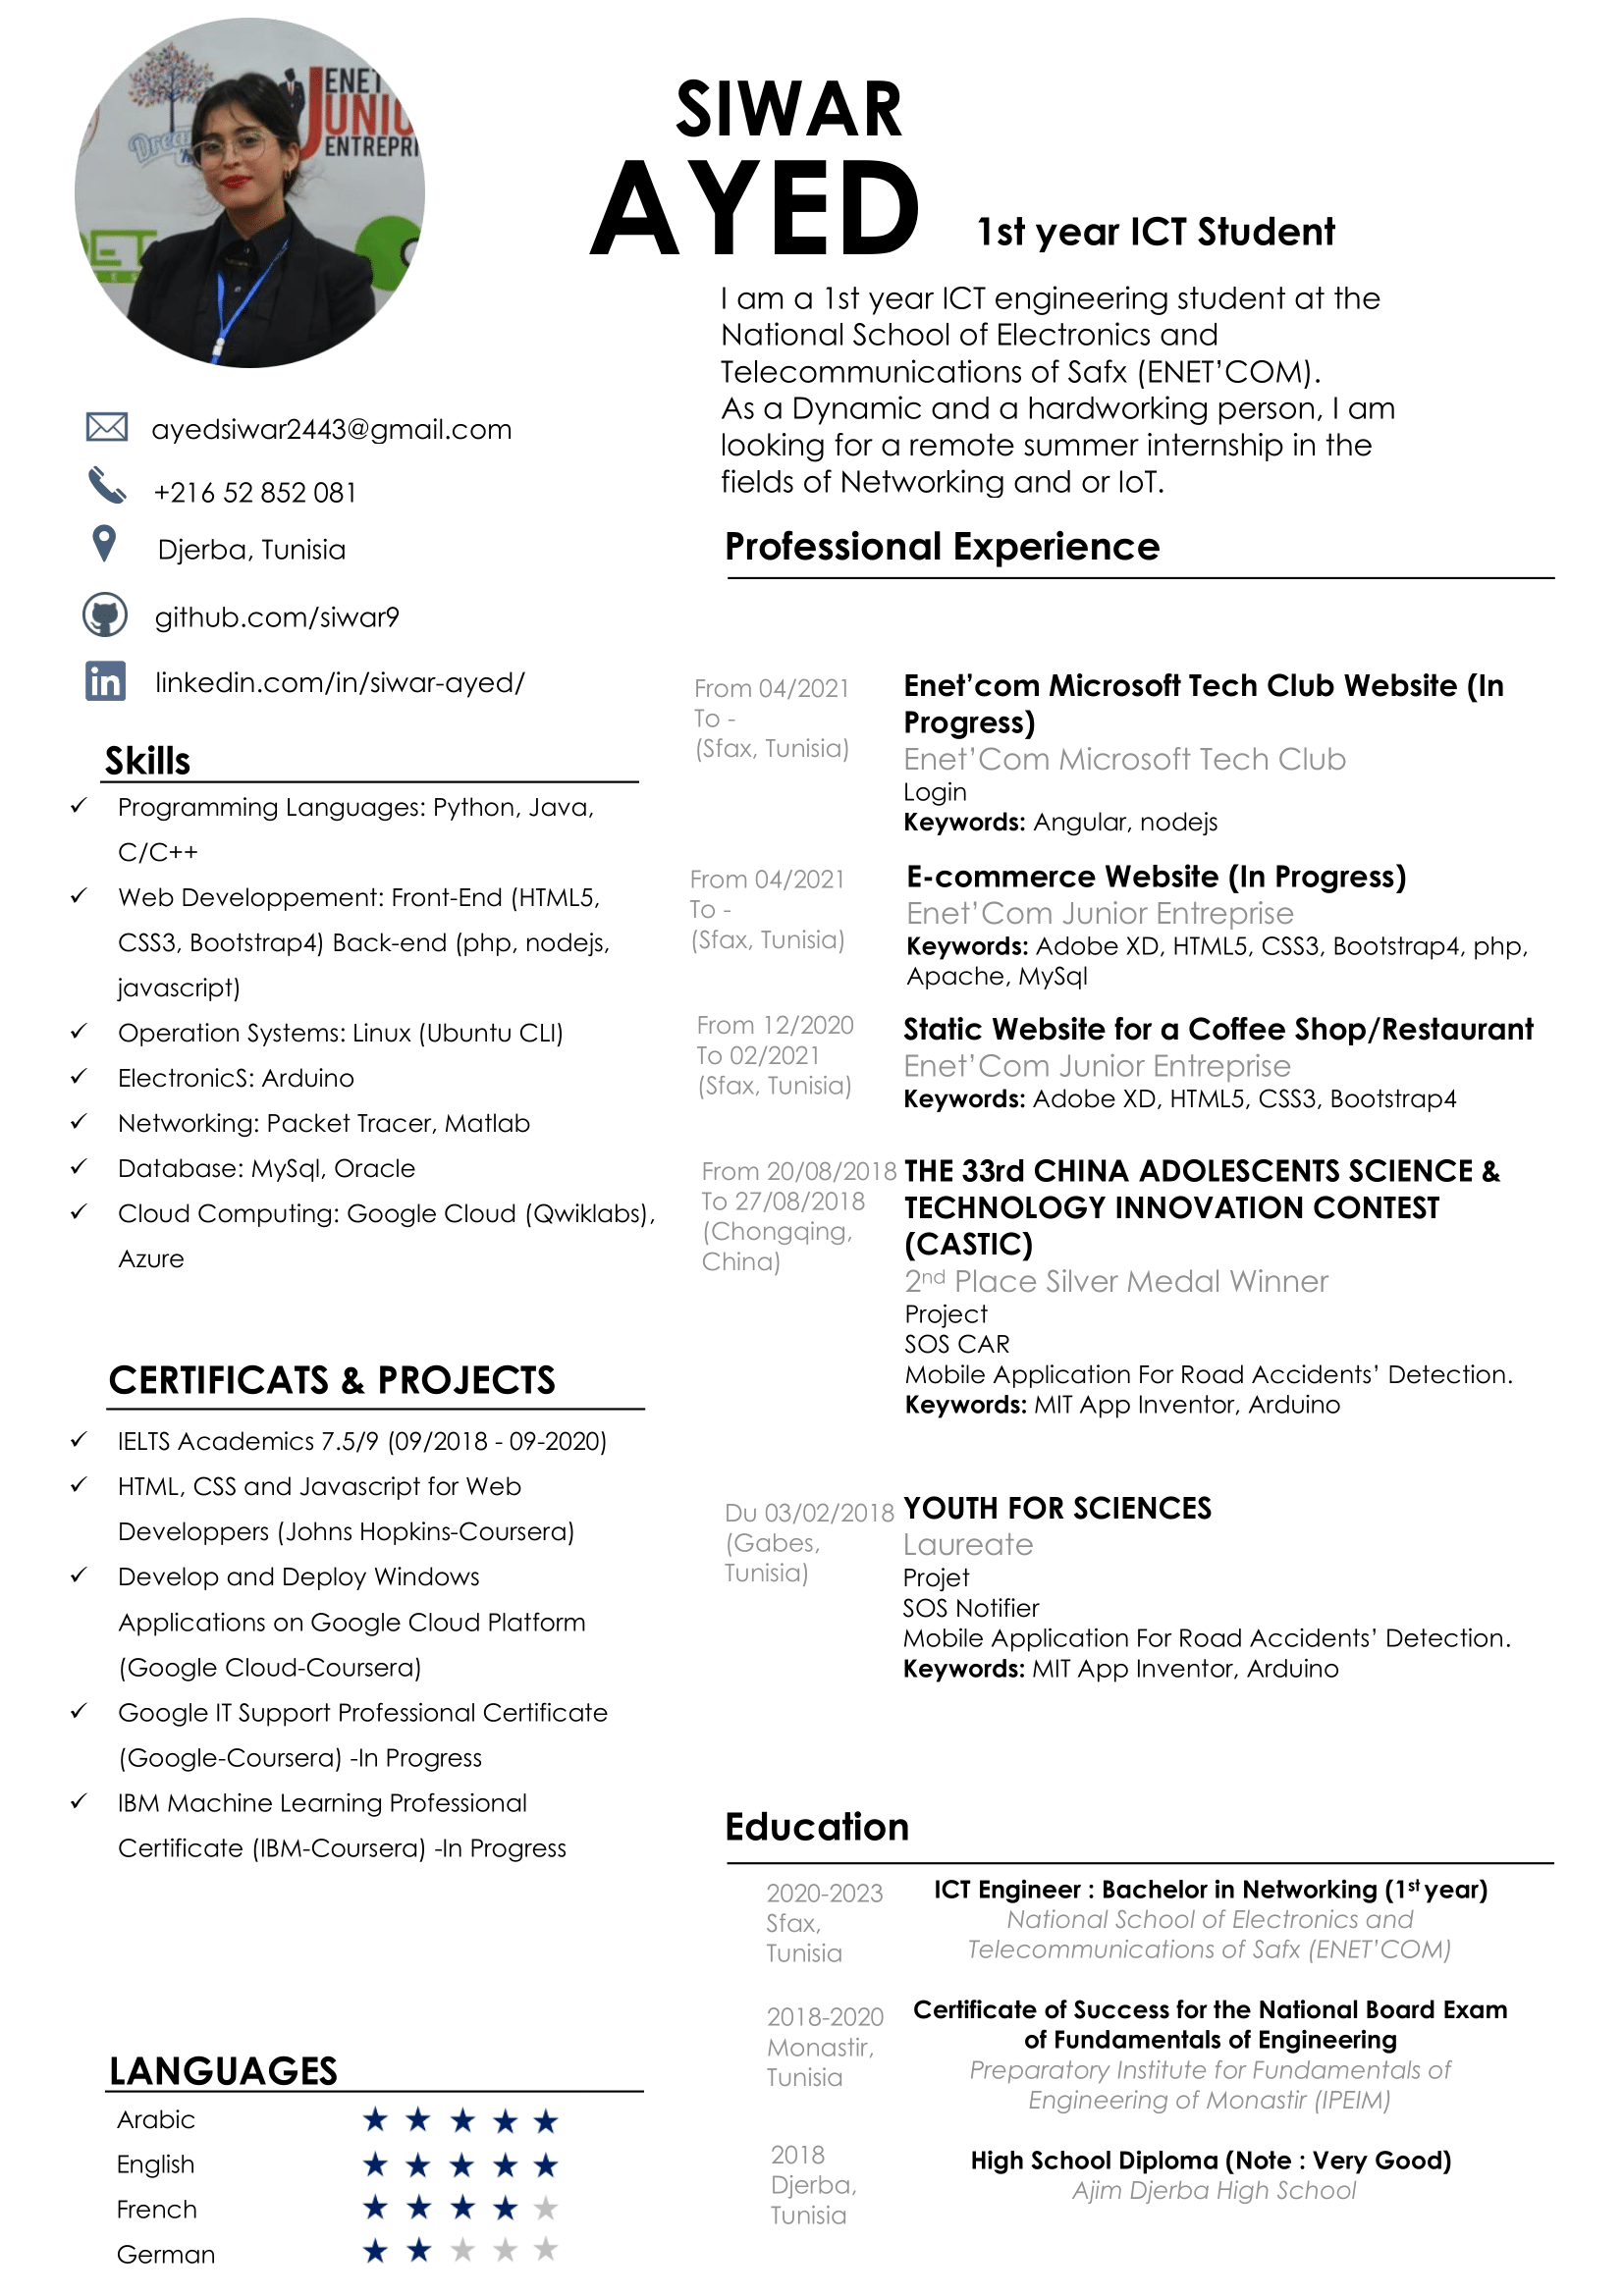 ENET
JUNIO
ENTREPRI
SIWAR
AYED
1st year ICT Student
I am a 1st year ICT engineering student at the
National School of Electronics and
Telecommunications of Safx (ENET’COM).
As a Dynamic and a hardworking person, I am
looking for a remote summer internship in the
fields of Networking and or IoT.
ayedsiwar2443@gmail.com
+216 52 852 081
Djerba, Tunisia
github.com/siwar9
in linkedin.com/in/siwar-ayed/
Skills
Programming Languages: Python, Java,
C/C++
Web Developpement: Front-End (HTML5,
CSS3, Bootstrap4) Back-end (php, nodejs,
javascript)
Operation Systems: Linux (Ubuntu CLI)
ElectronicS: Arduino
Networking: Packet Tracer, Matlab
Database: MySql, Oracle
Cloud Computing: Google Cloud (Qwiklabs),
Azure
CERTIFICATS & PROJECTS
IELTS Academics 7.5/9 (09/2018 - 09-2020)
HTML, CSS and Javascript for Web
Developpers (Johns Hopkins-Coursera)
Develop and Deploy Windows
Applications on Google Cloud Platform
(Google Cloud-Coursera)
Google IT Support Professional Certificate
(Google-Coursera) -In Progress
IBM Machine Learning Professional
Certificate (IBM-Coursera) -In Progress
LANGUAGES
Arabic
English
French
German
Professional Experience
From 04/2021
To -
(Sfax, Tunisia)
Enet’com Microsoft Tech Club Website (In
Progress)
Enet’Com Microsoft Tech Club
Login
Keywords: Angular, nodejs
From 04/2021
To -
(Sfax, Tunisia)
E-commerce Website (In Progress)
Enet’Com Junior Entreprise
Keywords: Adobe XD, HTML5, CSS3, Bootstrap4, php,
Apache, MySql
From 12/2020
To 02/2021
(Sfax, Tunisia)
Static Website for a Coffee Shop/Restaurant
Enet’Com Junior Entreprise
Keywords: Adobe XD, HTML5, CSS3, Bootstrap4
From 20/08/2018
To 27/08/2018
(Chongqing,
China)
THE 33rd CHINA ADOLESCENTS SCIENCE &
TECHNOLOGY INNOVATION CONTEST
(CASTIC)
2nd Place Silver Medal Winner
Project
SOS CAR
Mobile Application For Road Accidents’ Detection.
Keywords: MIT App Inventor, Arduino
Du 03/02/2018
(Gabes,
Tunisia)
YOUTH FOR SCIENCES
Laureate
Projet
SOS Notifier
Mobile Application For Road Accidents’ Detection.
Keywords: MIT App Inventor, Arduino
Education
2020-2023
Sfax,
Tunisia
ICT Engineer : Bachelor in Networking (1st year)
National School of Electronics and
Telecommunications of Safx (ENET’COM)
2018-2020
Monastir,
Tunisia
Certificate of Success for the National Board Exam
of Fundamentals of Engineering
Preparatory Institute for Fundamentals of
Engineering of Monastir (IPEIM)
2018
Djerba,
Tunisia
High School Diploma (Note : Very Good)
Ajim Djerba High School